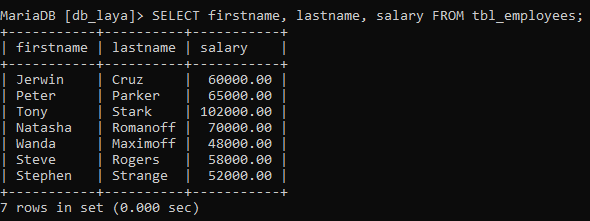 MariaDB [db_laya]> SELECT firstname, lastname, salary FROM tbl_employees;
+-----------+----------+-----------+
| firstname | lastname | salary    |
+-----------+----------+-----------+
| Jerwin    | Cruz     |  60000.00 |
| Peter     | Parker   |  65000.00 |
| Tony      | Stark    | 102000.00 |
| Natasha   | Romanoff |  70000.00 |
| Wanda     | Maximoff |  48000.00 |
| Steve     | Rogers   |  58000.00 |
| Stephen   | Strange  |  52000.00 |
+-----------+----------+-----------+
7 rows in set (0.000 sec)